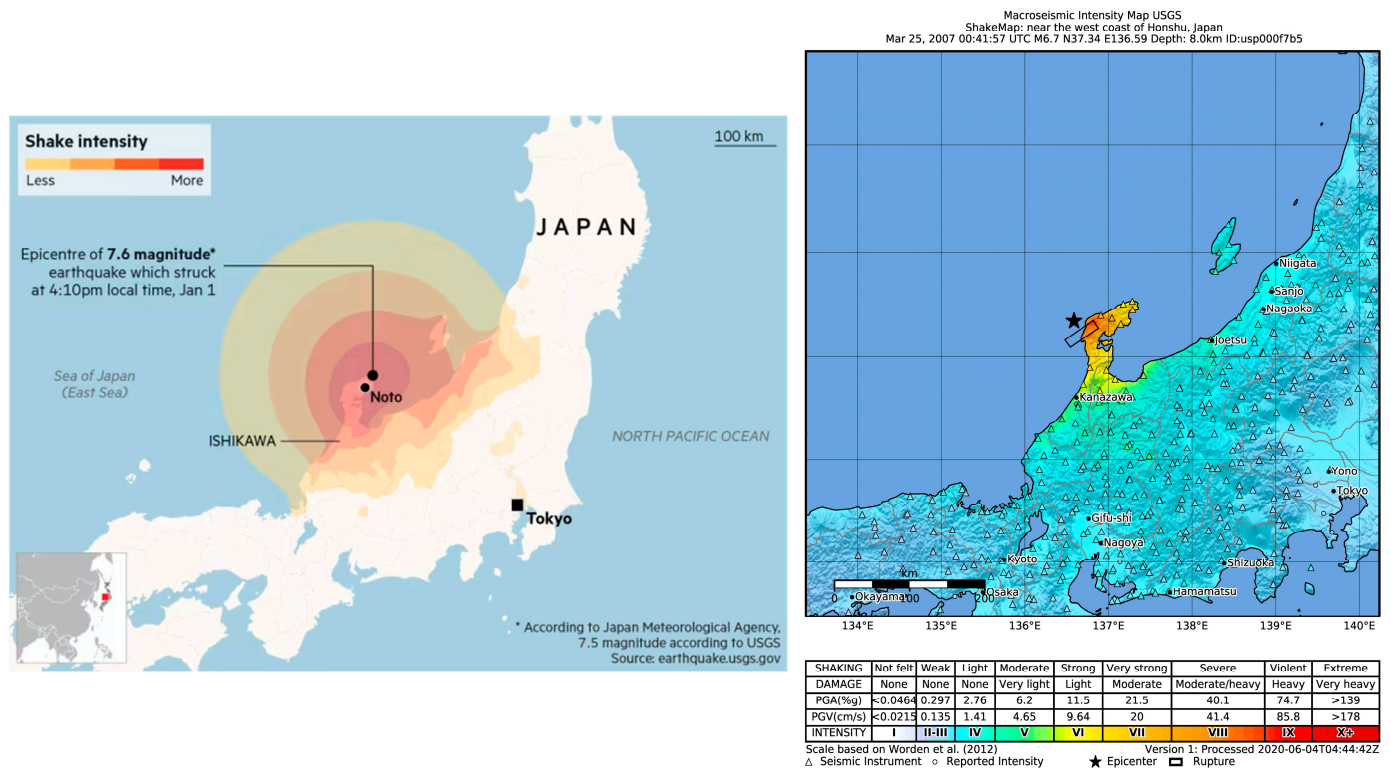 Shake intensity
Less More
100 km
JAPAN
Epicentre of 7.6 magnitude*
earthquake which struck
at 4:10pm local time, Jan 1
Sea of Japan
(East Sea)
Noto
ISHIKAWA
NORTH PACIFIC OCEAN
Tokyo
* According to Japan Meteorological Agency,
7.5 magnitude according to USGS
Source: earthquake.usgs.gov
Macroseismic Intensity Map USGS
ShakeMap: near the west coast of Honshu, Japan
Mar 25, 2007 00:41:57 UTC M6.7 N37.34 E136.59 Depth: 8.0km ID:usp000f7b5
Niigata
Sanjo
Nagaoka
Joetsu
Kanazawa
Yono
Tokyo
Gifu-shi
Nagoya
Kyoto
Shizuoka
km
0 100 200
Okayama
Osaka
Hamamatsu
134°E 135°E 136°E 137°E 138°E 139°E 140°E
SHAKING Not felt Weak Light Moderate Strong Very strong Severe Violent Extreme
DAMAGE None None None Very light Light Moderate Moderate/heavy Heavy Very heavy
PGA(%g) <0.0464 0.297 2.76 6.2 11.5 21.5 40.1 74.7 >139
PGV(cm/s) <0.0215 0.135 1.41 4.65 9.64 20 41.4 85.8 >178
INTENSITY I II-III IV V VI VII VIII IX X+
Scale based on Worden et al. (2012) Version 1: Processed 2020-06-04T04:44:42Z
△ Seismic Instrument ○ Reported Intensity ★ Epicenter Rupture